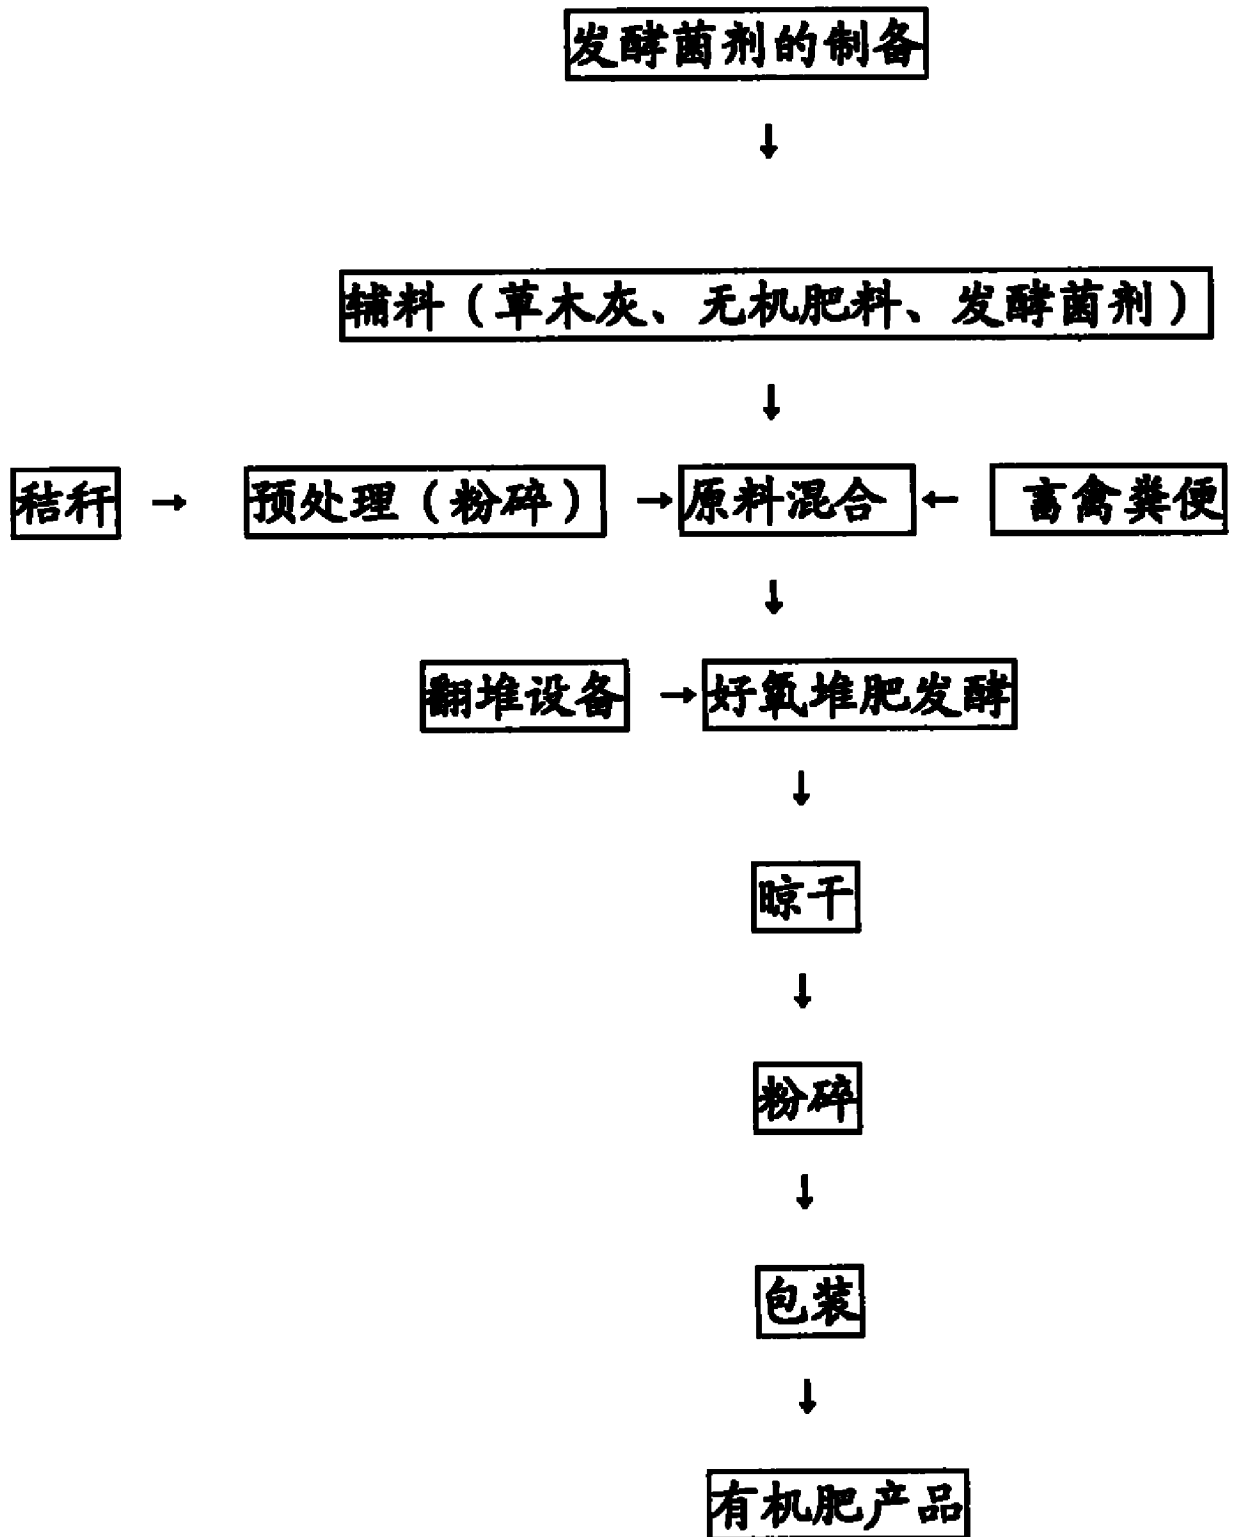 发酵菌剂的制备
↓
辅料（草木灰、无机肥料、发酵菌剂）
↓
秸秆 → 预处理（粉碎） → 原料混合 ← 畜禽粪便
↓
翻堆设备 → 好氧堆肥发酵
↓
晾干
↓
粉碎
↓
包装
↓
有机肥产品